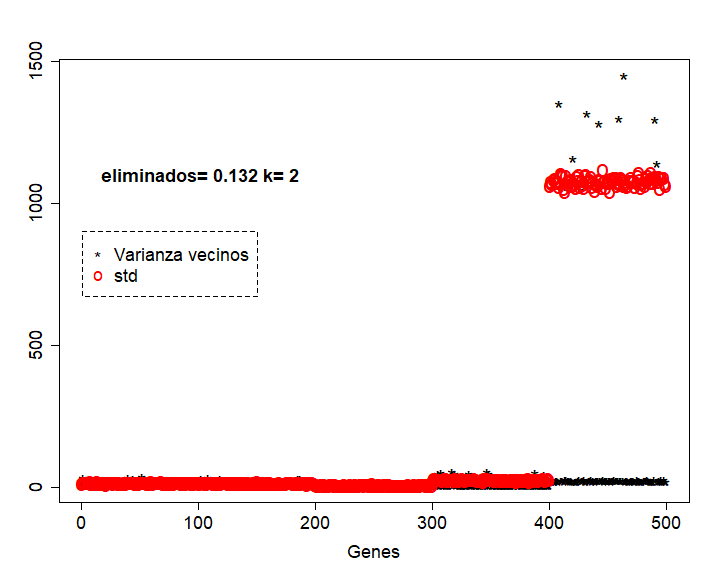 1500
1000
500
0
eliminados= 0.132 k= 2
* Varianza vecinos
std
0 100 200 300 400 500
Genes